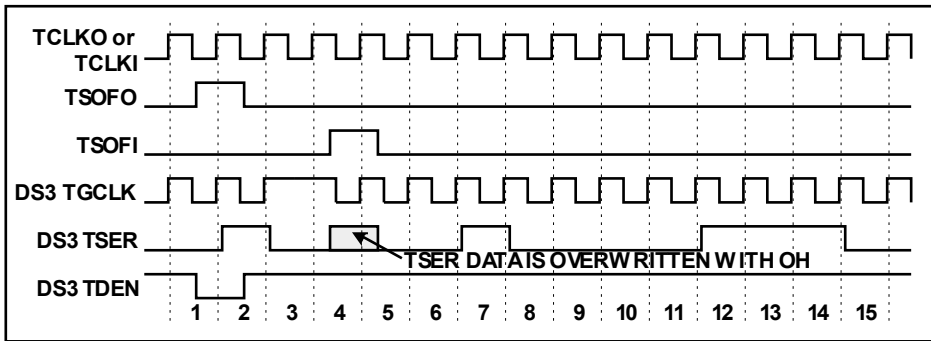 TCLKO or
TCLKI
TSOFO
TSOFI
DS3 TGCLK
DS3 TSER
TSER DATA IS OVERWRITTEN WITH OH
DS3 TDEN
1 2 3 4 5 6 7 8 9 10 11 12 13 14 15